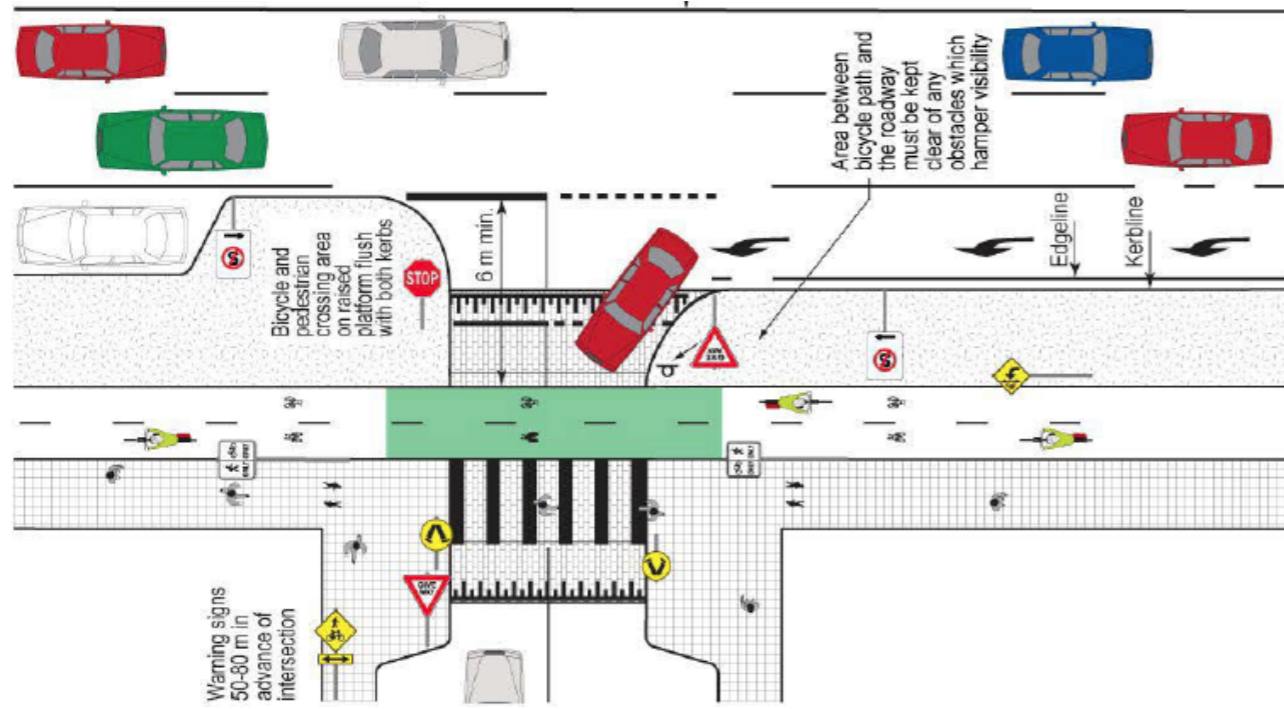 Area between
bicycle path and
the roadway
must be kept
clear of any
obstacles which
hamper visibility
Edgeline
Kerbline
6 m min.
Bicycle and
pedestrian
crossing area
on raised
platform flush
with both kerbs
STOP
d
GIVE
WAY
Warning signs
50-80 m in
advance of
intersection